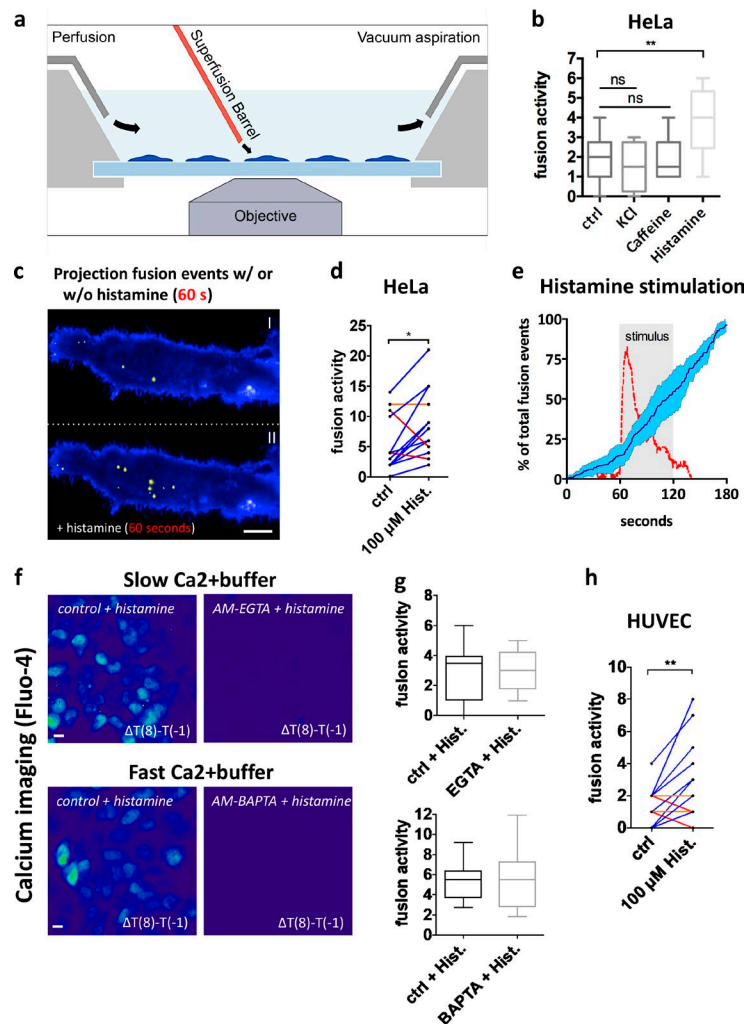 a
Perfusion
Superfusion Barrel
Vacuum aspiration
Objective
b
HeLa
**
ns
ns
fusion activity
7
6
5
4
3
2
1
0
ctrl
KCl
Caffeine
Histamine
c
Projection fusion events w/ or
w/o histamine (60 s)
I
II
+ histamine (60 seconds)
d
HeLa
*
fusion activity
25
20
15
10
5
0
ctrl
100 µM Hist.
e
Histamine stimulation
stimulus
% of total fusion events
100
75
50
25
0
0
60
120
180
seconds
f
Calcium imaging (Fluo-4)
Slow Ca2+buffer
control + histamine
AM-EGTA + histamine
ΔT(8)-T(-1)
ΔT(8)-T(-1)
Fast Ca2+buffer
control + histamine
AM-BAPTA + histamine
ΔT(8)-T(-1)
ΔT(8)-T(-1)
g
fusion activity
8
6
4
2
0
ctrl + Hist.
EGTA + Hist.
fusion activity
12
10
8
6
4
2
0
ctrl + Hist.
BAPTA + Hist.
h
HUVEC
**
fusion activity
10
8
6
4
2
0
ctrl
100 µM Hist.